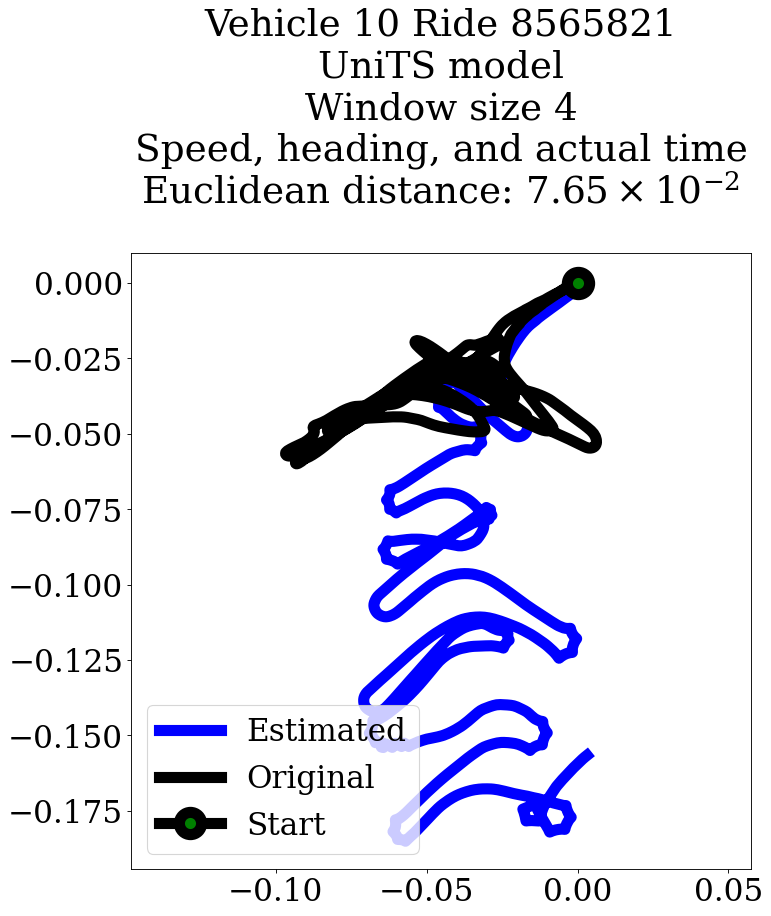 Vehicle 10 Ride 8565821
UniTS model
Window size 4
Speed, heading, and actual time
Euclidean distance: 7.65 × 10⁻²
0.000
−0.025
−0.050
−0.075
−0.100
−0.125
−0.150
−0.175
Estimated
Original
Start
−0.10
−0.05
0.00
0.05